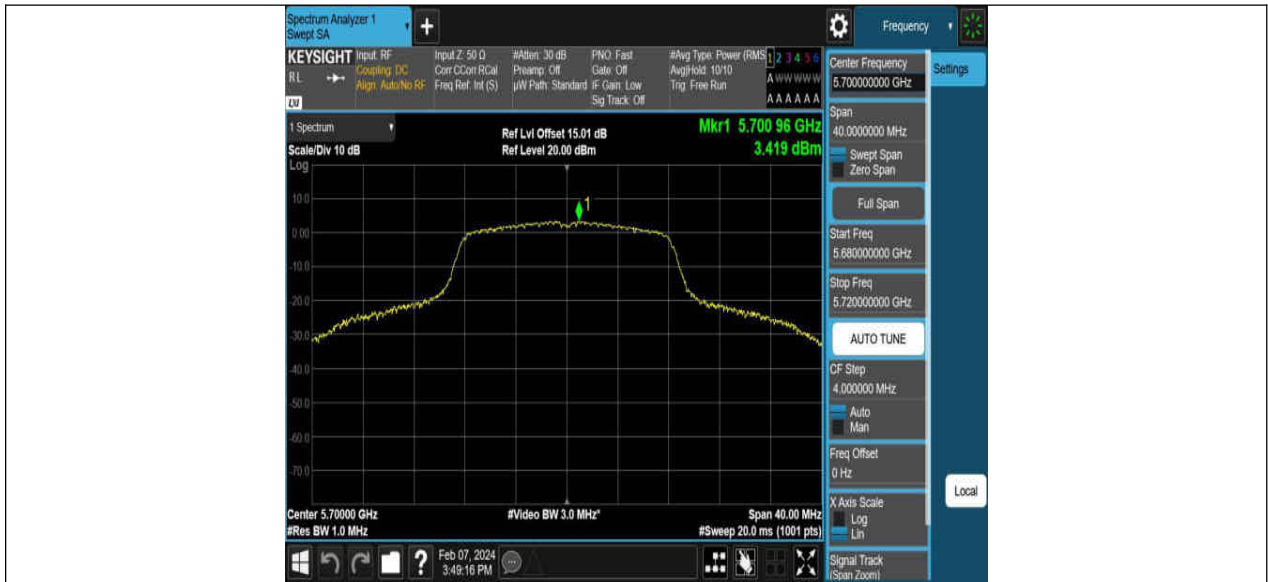 Spectrum Analyzer 1
Swept SA
+
Frequency
KEYSIGHT
RL
Input: RF
Coupling: DC
Align: Auto/No RF
Input Z: 50 Ω
Corr CCorr RCal
Freq Ref: Int (S)
#Atten: 30 dB
Preamp: Off
µW Path: Standard
PNO: Fast
Gate: Off
IF Gain: Low
Sig Track: Off
#Avg Type: Power (RMS
Avg|Hold: 10/10
Trig: Free Run
1 2 3 4 5 6
A W W W W W
A A A A A A
1 Spectrum
Scale/Div 10 dB
Ref Lvl Offset 15.01 dB
Ref Level 20.00 dBm
Mkr1 5.700 96 GHz
3.419 dBm
Log
10.0
0.00
-10.0
-20.0
-30.0
-40.0
-50.0
-60.0
-70.0
1
Center 5.70000 GHz
#Res BW 1.0 MHz
#Video BW 3.0 MHz*
Span 40.00 MHz
#Sweep 20.0 ms (1001 pts)
?
Feb 07, 2024
3:49:16 PM
Center Frequency
5.700000000 GHz
Settings
Span
40.0000000 MHz
Swept Span
Zero Span
Full Span
Start Freq
5.680000000 GHz
Stop Freq
5.720000000 GHz
AUTO TUNE
CF Step
4.000000 MHz
Auto
Man
Freq Offset
0 Hz
X Axis Scale
Log
Lin
Local
Signal Track
(Span Zoom)